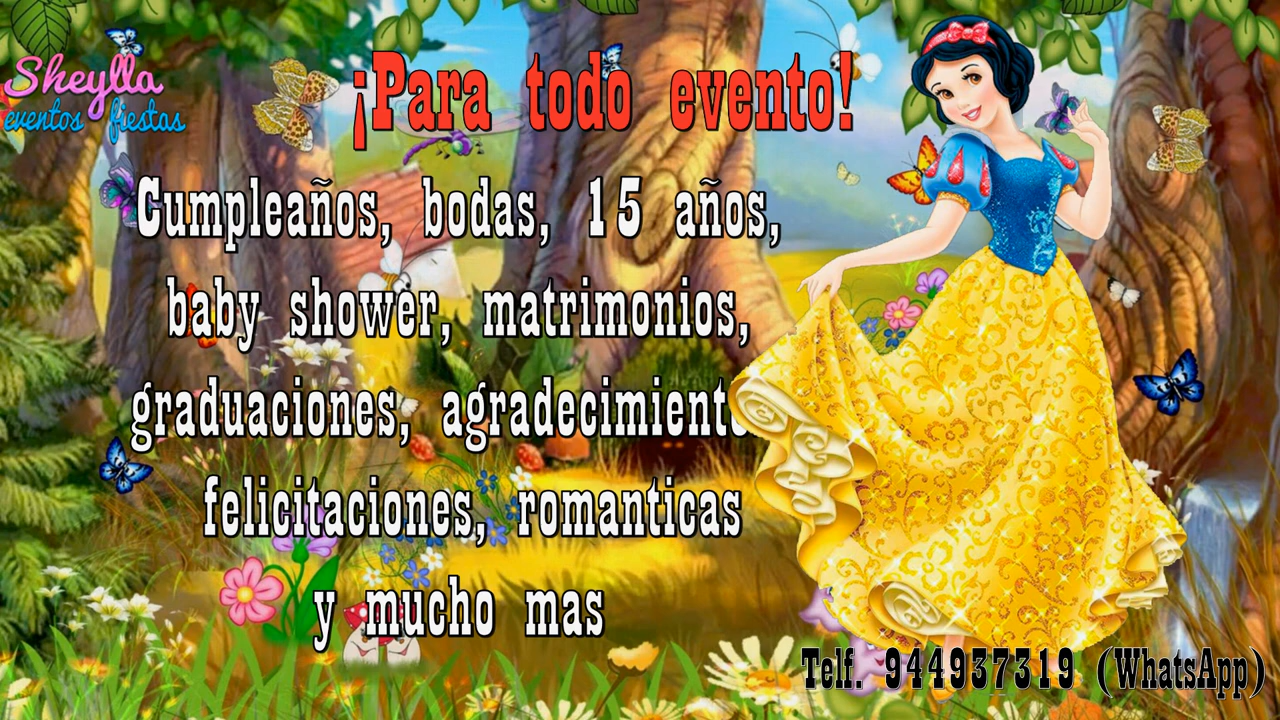 Sheylla
eventos fiestas
¡Para todo evento!
Cumpleaños, bodas, 15 años,
baby shower, matrimonios,
graduaciones,
felicitaciones, romanticas
y mucho mas
Telf. 944937319 (WhatsApp)